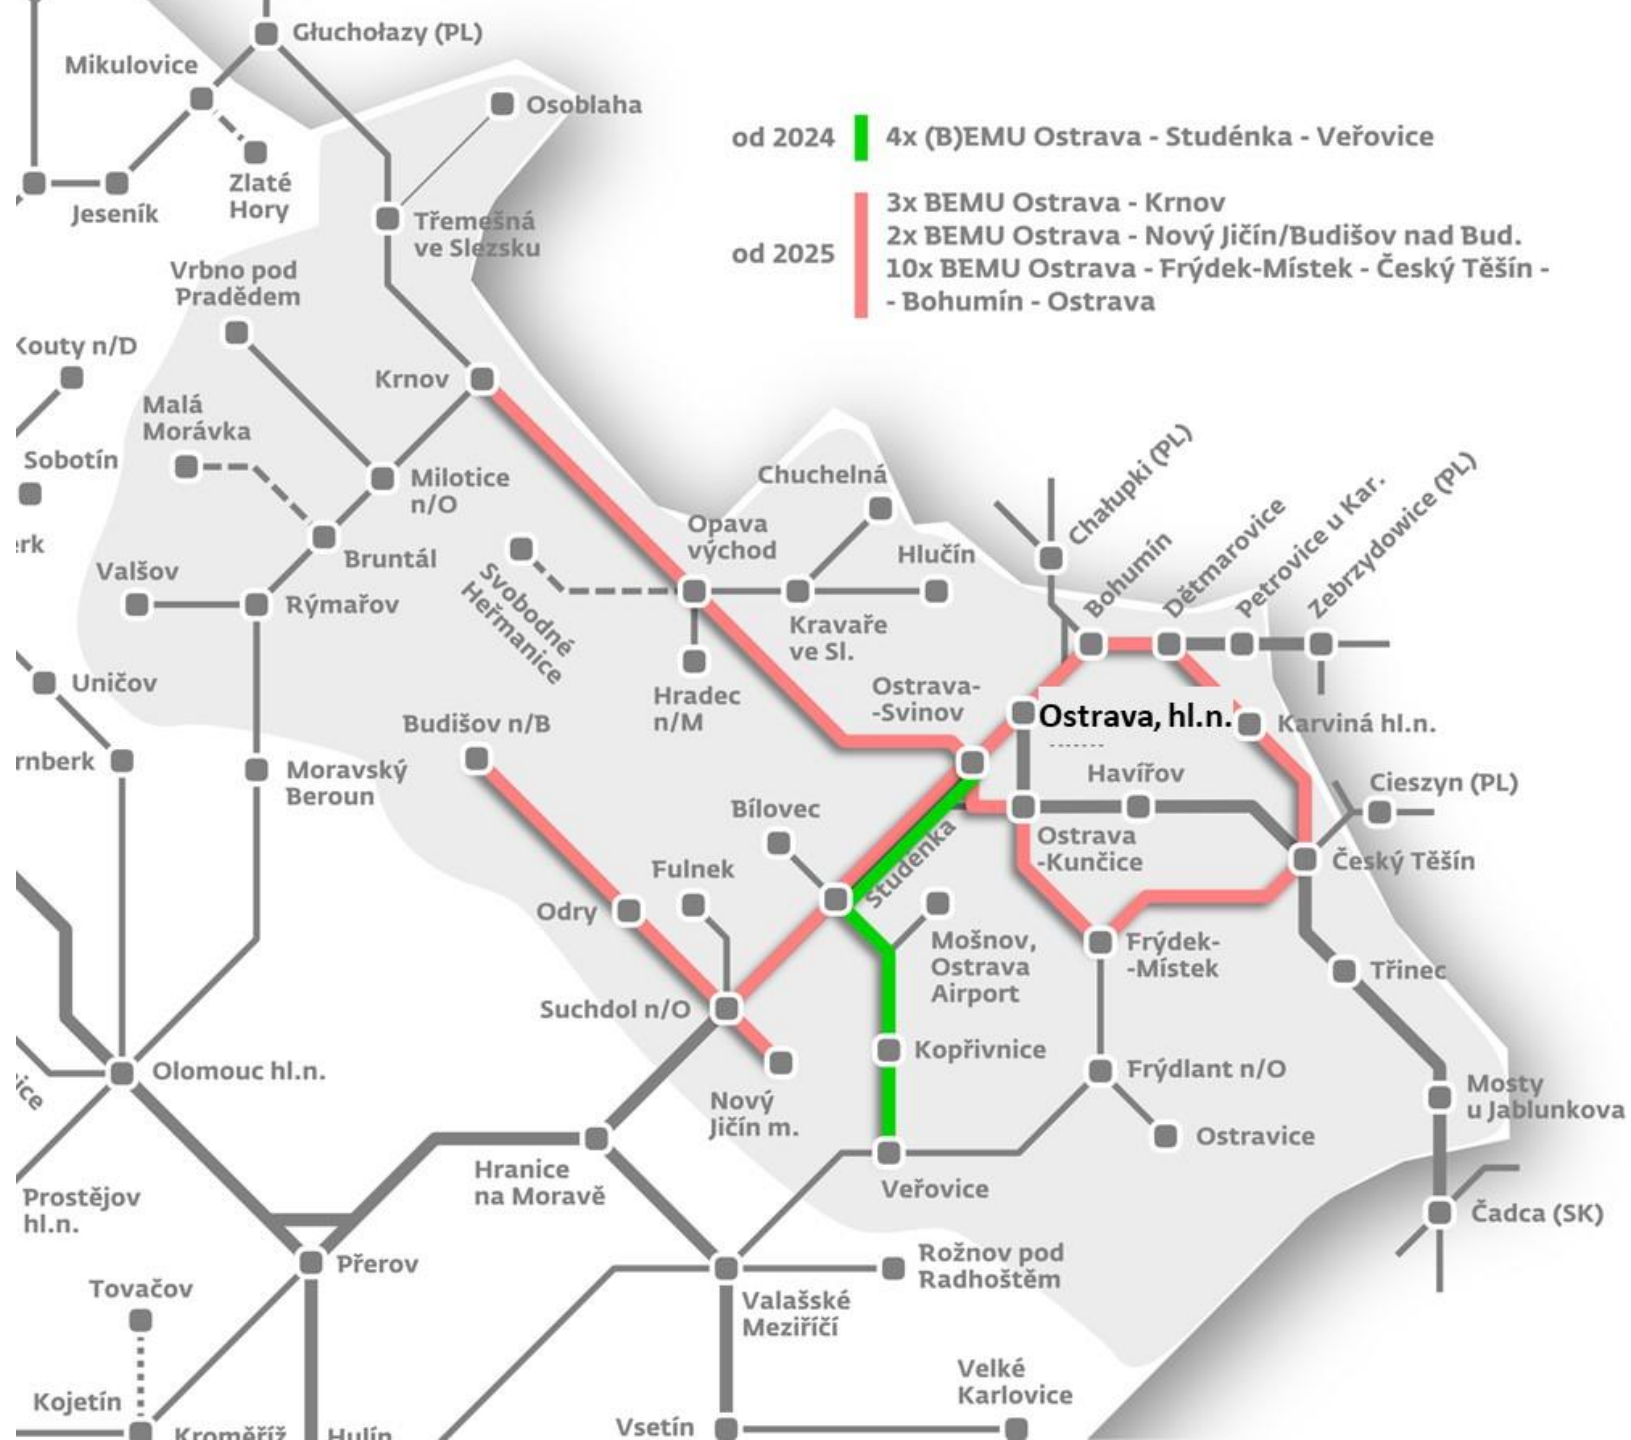 Głuchołazy (PL)
Mikulovice
Osoblaha
od 2024
4x (B)EMU Ostrava - Studénka - Veřovice
Zlaté
Hory
Jeseník
3x BEMU Ostrava - Krnov
2x BEMU Ostrava - Nový Jičín/Budišov nad Bud.
od 2025
10x BEMU Ostrava - Frýdek-Místek - Český Těšín -
- Bohumín - Ostrava
Třemešná
ve Slezsku
Vrbno pod
Pradědem
Kouty n/D
Krnov
Malá
Morávka
Sobotín
Milotice
n/O
Chuchelná
Chałupki (PL)
Bohumín
Dětmarovice
Petrovice u Kar.
Zebrzydowice (PL)
Opava
východ
Hlučín
rk
Bruntál
Valšov
Svobodné
Heřmanice
Rýmařov
Kravaře
ve Sl.
Uničov
Hradec
n/M
Ostrava-
-Svinov
Ostrava, hl.n.
Karviná hl.n.
Budišov n/B
rnberk
Moravský
Beroun
Havířov
Cieszyn (PL)
Bílovec
Studénka
Ostrava
-Kunčice
Český Těšín
Fulnek
Odry
Mošnov,
Ostrava
Airport
Frýdek-
-Místek
Třinec
Suchdol n/O
Kopřivnice
Olomouc hl.n.
Frýdlant n/O
ice
Nový
Jičín m.
Mosty
u Jablunkova
Ostravice
Hranice
na Moravě
Veřovice
Prostějov
hl.n.
Čadca (SK)
Přerov
Rožnov pod
Radhoštěm
Tovačov
Valašské
Meziříčí
Velké
Karlovice
Kojetín
Vsetín
Kroměříž
Hulín